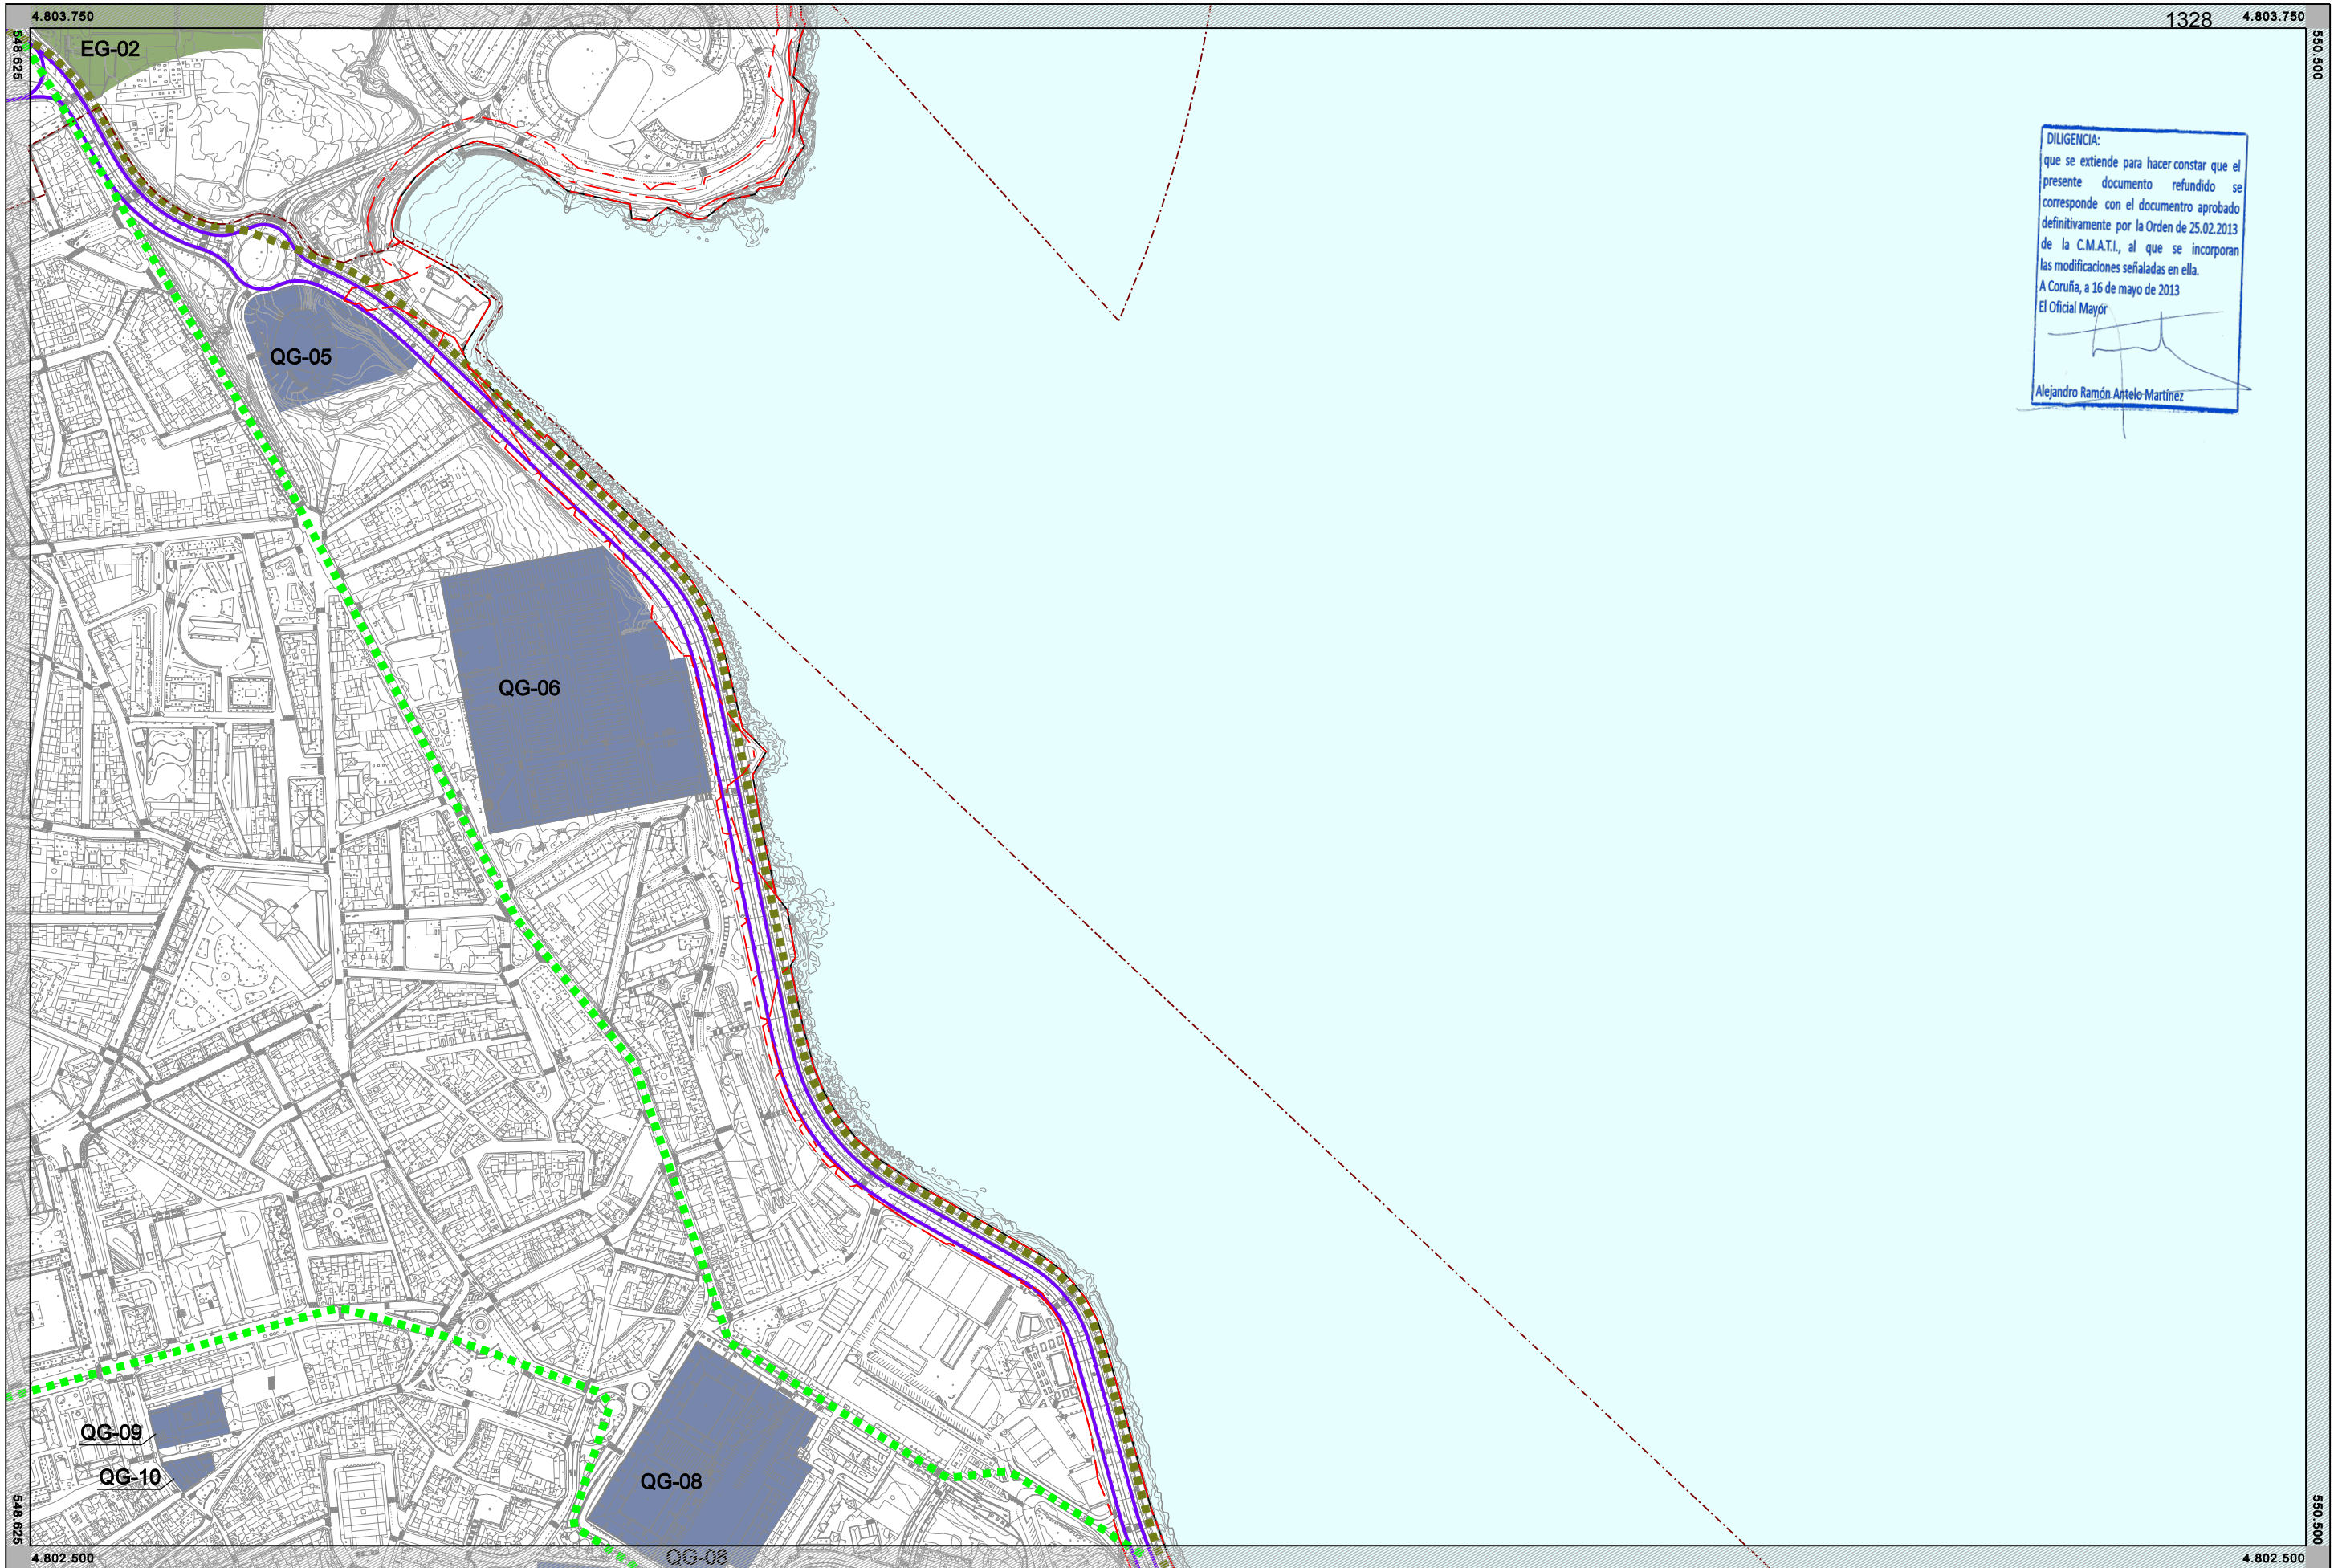 4.803.750
1328
4.803.750
548.625
550.500
EG-02
DILIGENCIA:
que se extiende para hacer constar que el
presente documento refundido se
corresponde con el documentro aprobado
definitivamente por la Orden de 25.02.2013
de la C.M.A.T.I., al que se incorporan
las modificaciones señaladas en ella.
A Coruña, a 16 de mayo de 2013
El Oficial Mayor
Alejandro Ramón Antelo Martínez
QG-05
QG-06
QG-09
QG-10
QG-08
548.625
550.500
QG-08
4.802.500
4.802.500